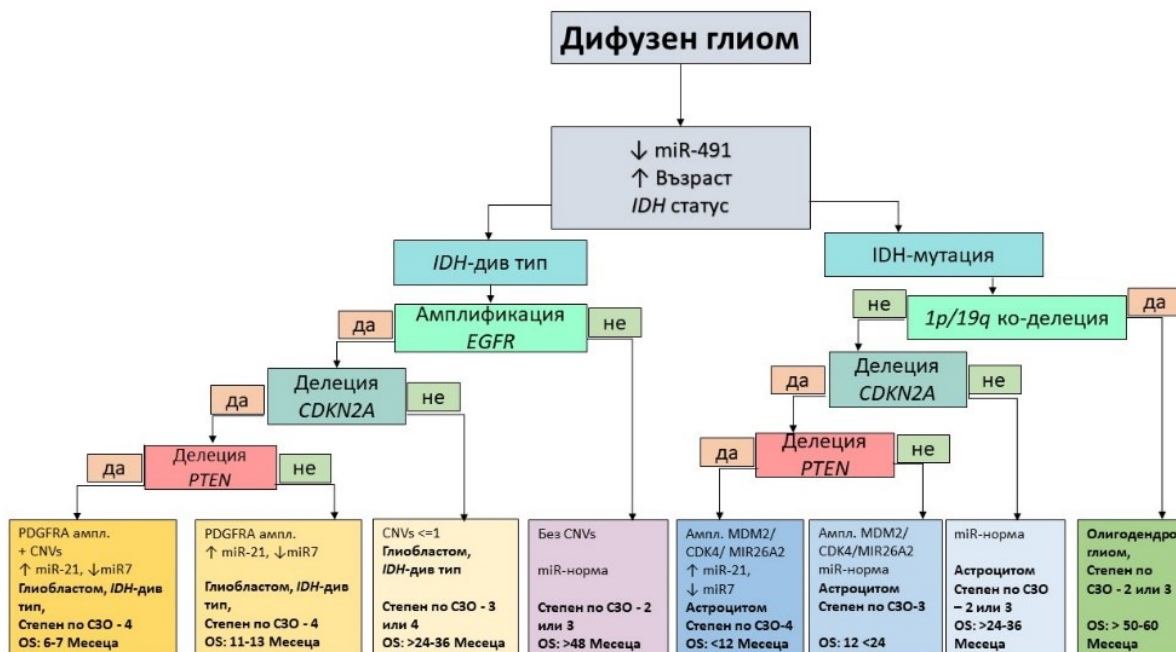 Дифузен глиом
↓ miR-491
↑ Възраст
IDH статус
IDH-див тип
IDH-мутация
да
Амплификация
EGFR
не
не
1p/19q ко-делеция
да
да
Делеция
CDKN2A
не
да
Делеция
CDKN2A
не
да
Делеция
PTEN
не
да
Делеция
PTEN
не
PDGFRA ампл.
+ CNVs
↑ miR-21, ↓miR7
Глиобластом, IDH-див
тип,
Степен по СЗО - 4
OS: 6-7 Месеца
PDGFRA ампл.
↑ miR-21, ↓miR7
Глиобластом, IDH-див
тип,
Степен по СЗО - 4
OS: 11-13 Месеца
CNVs <=1
Глиобластом,
IDH-див тип
Степен по СЗО - 3
или 4
OS: >24-36 Месеца
Без CNVs
miR-норма
Степен по СЗО - 2
или 3
OS: >48 Месеца
Ампл. MDM2/
CDK4/ MIR26A2
↑ miR-21,
↓ miR7
Астроцитом
Степен по СЗО-4
OS: <12 Месеца
Ампл. MDM2/
CDK4/MIR26A2
miR-норма
Астроцитом
Степен по СЗО-3
OS: 12 <24
miR-норма
Астроцитом
Степен по СЗО
– 2 или 3
OS: >24-36
Месеца
Олигодендро
глиом,
Степен по
СЗО - 2 или 3
OS: > 50-60
Месеца